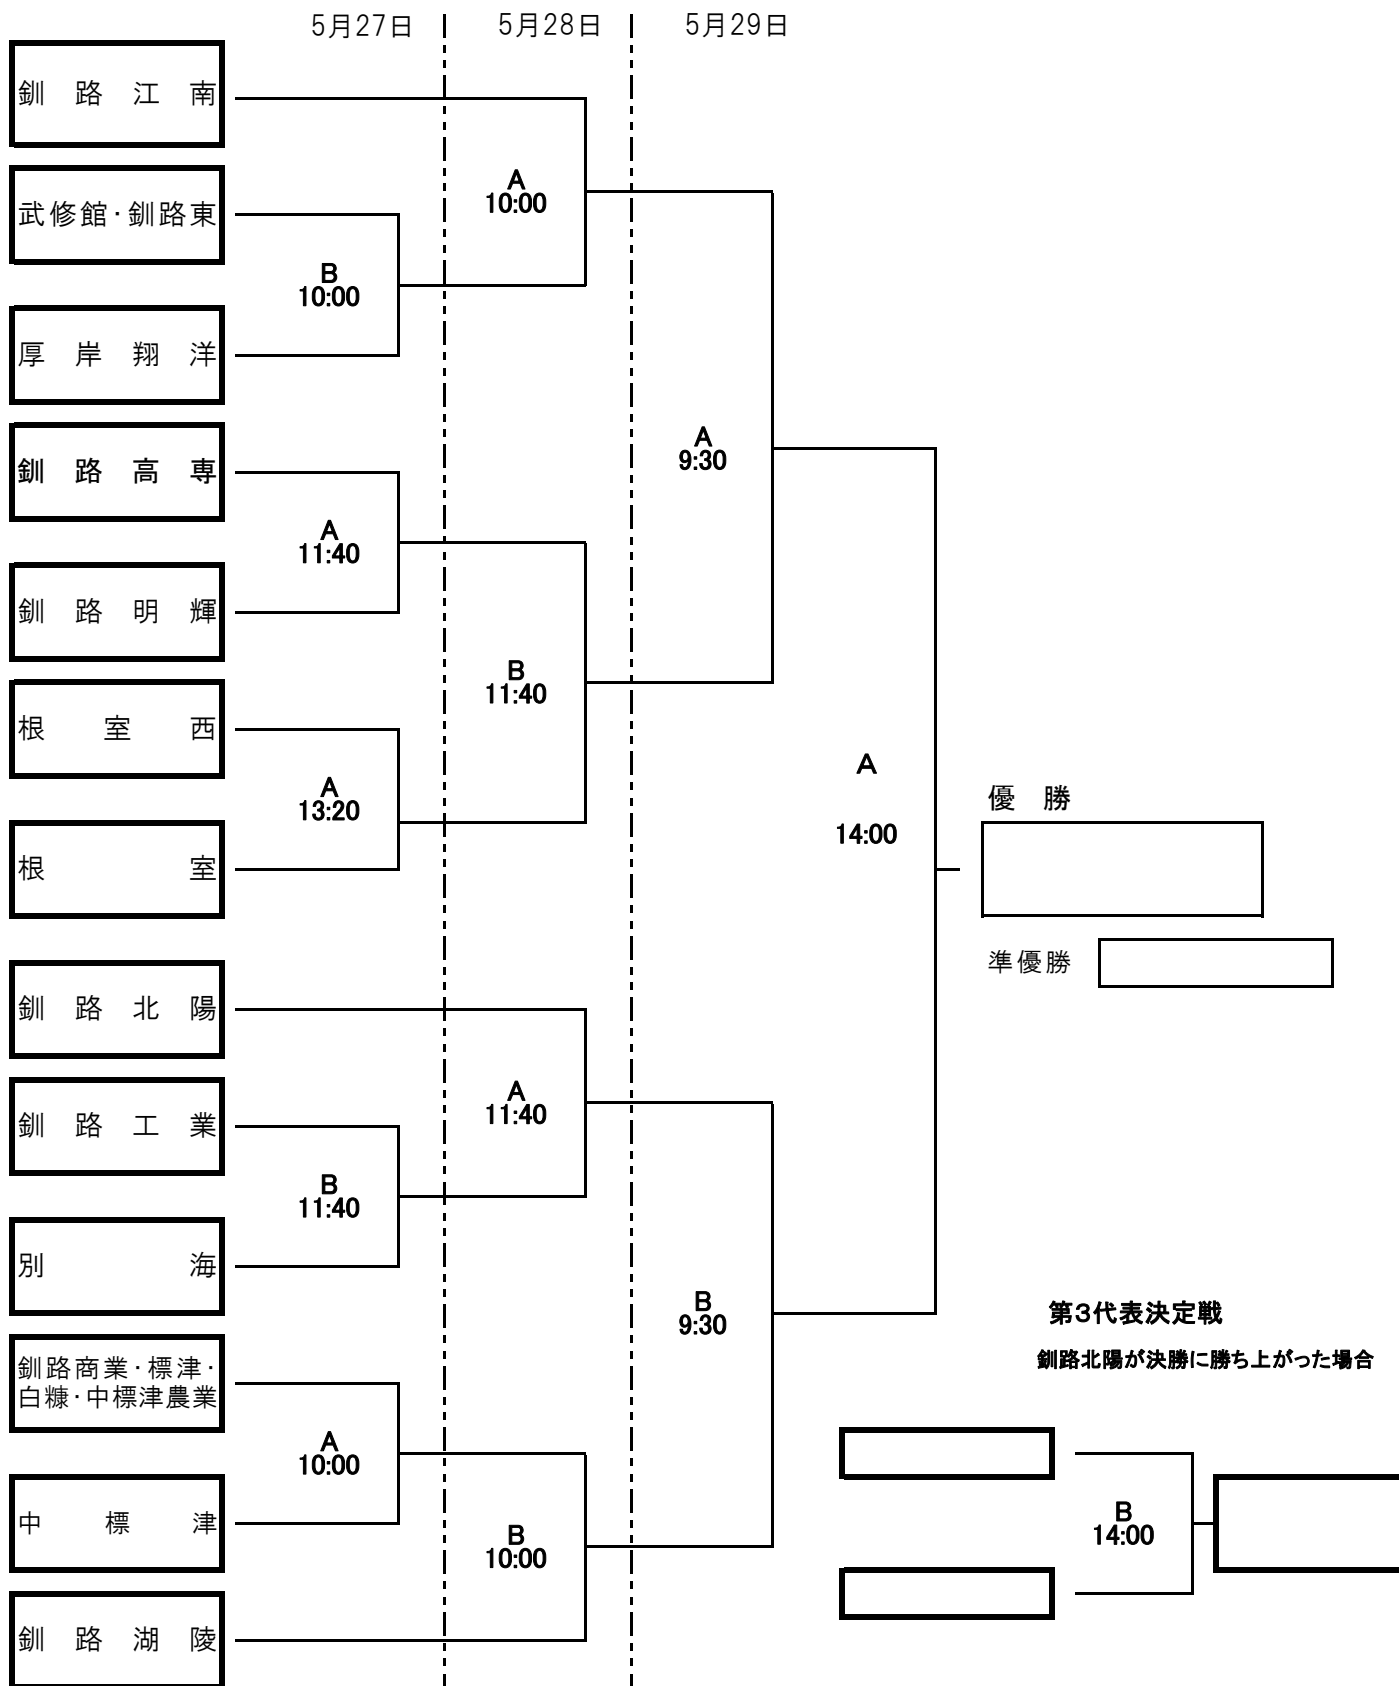 5月27日 5月28日 5月29日
釧路江南
A
10:00
武修館・釧路東
B
10:00
厚岸翔洋
釧路高専
A
9:30
A
11:40
釧路明輝
B
11:40
根室西
A
13:20
A
14:00
優勝
根室
準優勝
釧路北陽
A
11:40
釧路工業
B
11:40
別海
B
9:30
第3代表決定戦
釧路北陽が決勝に勝ち上がった場合
釧路商業・標津・
白糠・中標津農業
A
10:00
中標津
B
14:00
B
10:00
釧路湖陵